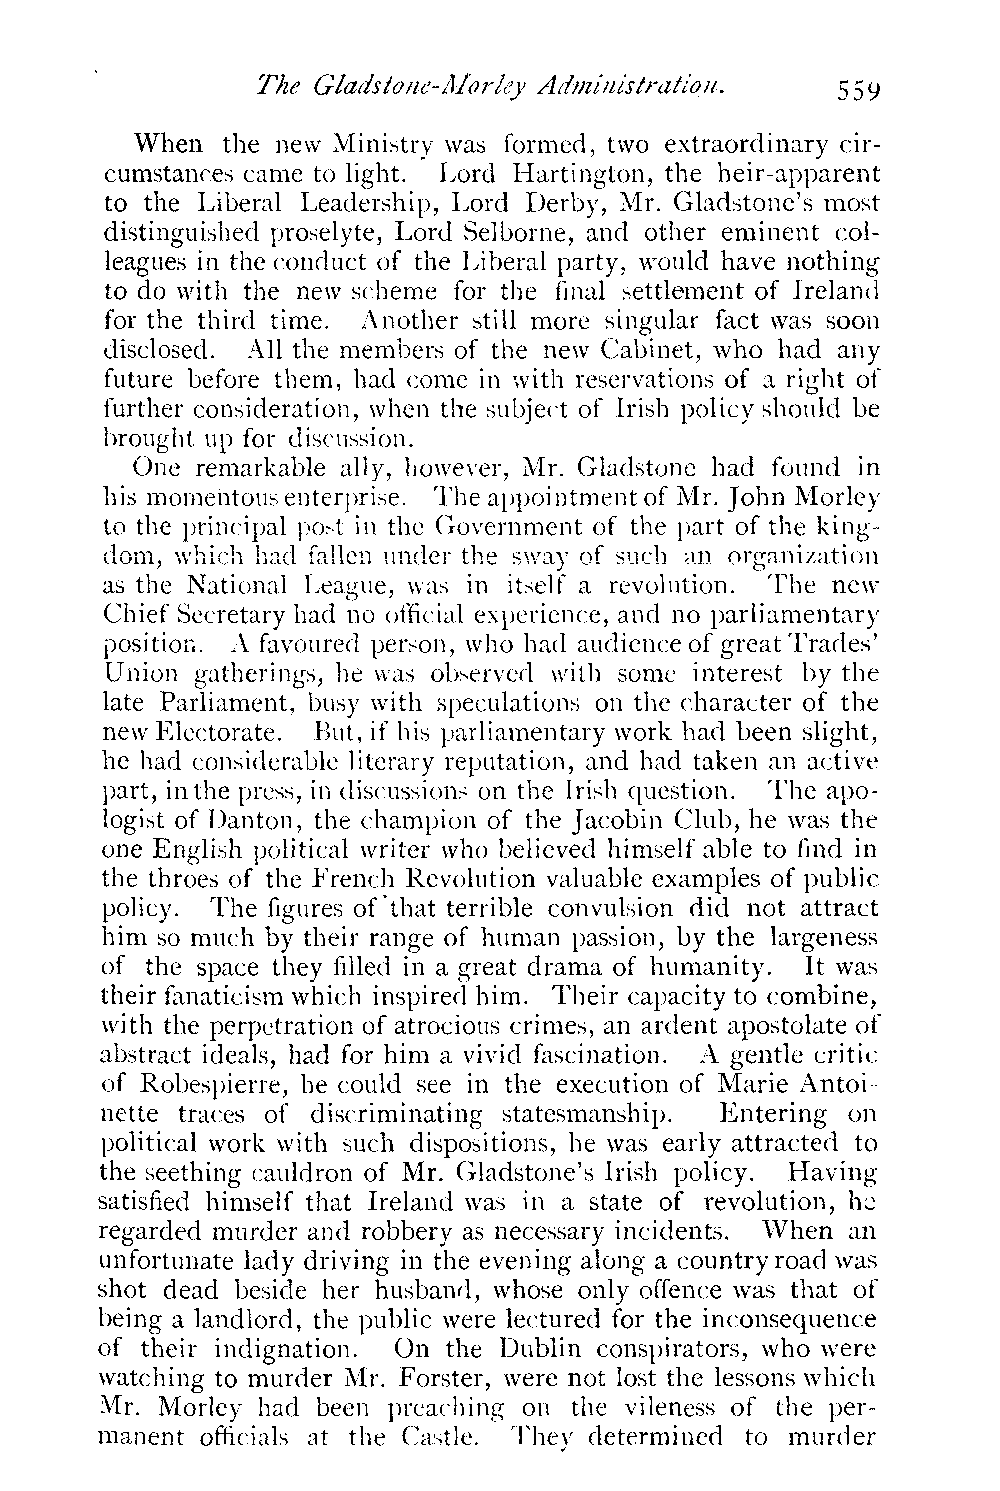 The Gladstone-Morley Administration. 559
When the new Ministry was formed, two extraordinary cir-
cumstances came to light. Lord Hartington, the heir-apparent
to the Liberal Leadership, Lord Derby, Mr. Gladstone's most
distinguished proselyte, Lord Selborne, and other eminent col-
leagues in the conduct of the Liberal party, would have nothing
to do with the new scheme for the final settlement of Ireland
for the third time. Another still more singular fact was soon
disclosed. All the members of the new Cabinet, who had any
future before them, had come in with reservations of a right of
further consideration, when the subject of Irish policy should be
brought up for discussion.
One remarkable ally, however, Mr. Gladstone had found in
his momentous enterprise. The appointment of Mr. John Morley
to the principal post in the Government of the part of the king-
dom, which had fallen under the sway of such an organization
as the National League, was in itself a revolution. The new
Chief Secretary had no official experience, and no parliamentary
position. A favoured person, who had audience of great Trades'
Union gatherings, he was observed with some interest by the
late Parliament, busy with speculations on the character of the
new Electorate. But, if his parliamentary work had been slight,
he had considerable literary reputation, and had taken an active
part, in the press, in discussions on the Irish question. The apo-
logist of Danton, the champion of the Jacobin Club, he was the
one English political writer who believed himself able to find in
the throes of the French Revolution valuable examples of public
policy. The figures of that terrible convulsion did not attract
him so much by their range of human passion, by the largeness
of the space they filled in a great drama of humanity. It was
their fanaticism which inspired him. Their capacity to combine,
with the perpetration of atrocious crimes, an ardent apostolate of
abstract ideals, had for him a vivid fascination. A gentle critic
of Robespierre, he could see in the execution of Marie Antoi-
nette traces of discriminating statesmanship. Entering on
political work with such dispositions, he was early attracted to
the seething cauldron of Mr. Gladstone's Irish policy. Having
satisfied himself that Ireland was in a state of revolution, he
regarded murder and robbery as necessary incidents. When an
unfortunate lady driving in the evening along a country road was
shot dead beside her husband, whose only offence was that of
being a landlord, the public were lectured for the inconsequence
of their indignation. On the Dublin conspirators, who were
watching to murder Mr. Forster, were not lost the lessons which
Mr. Morley had been preaching on the vileness of the per-
manent officials at the Castle. They determined to murder